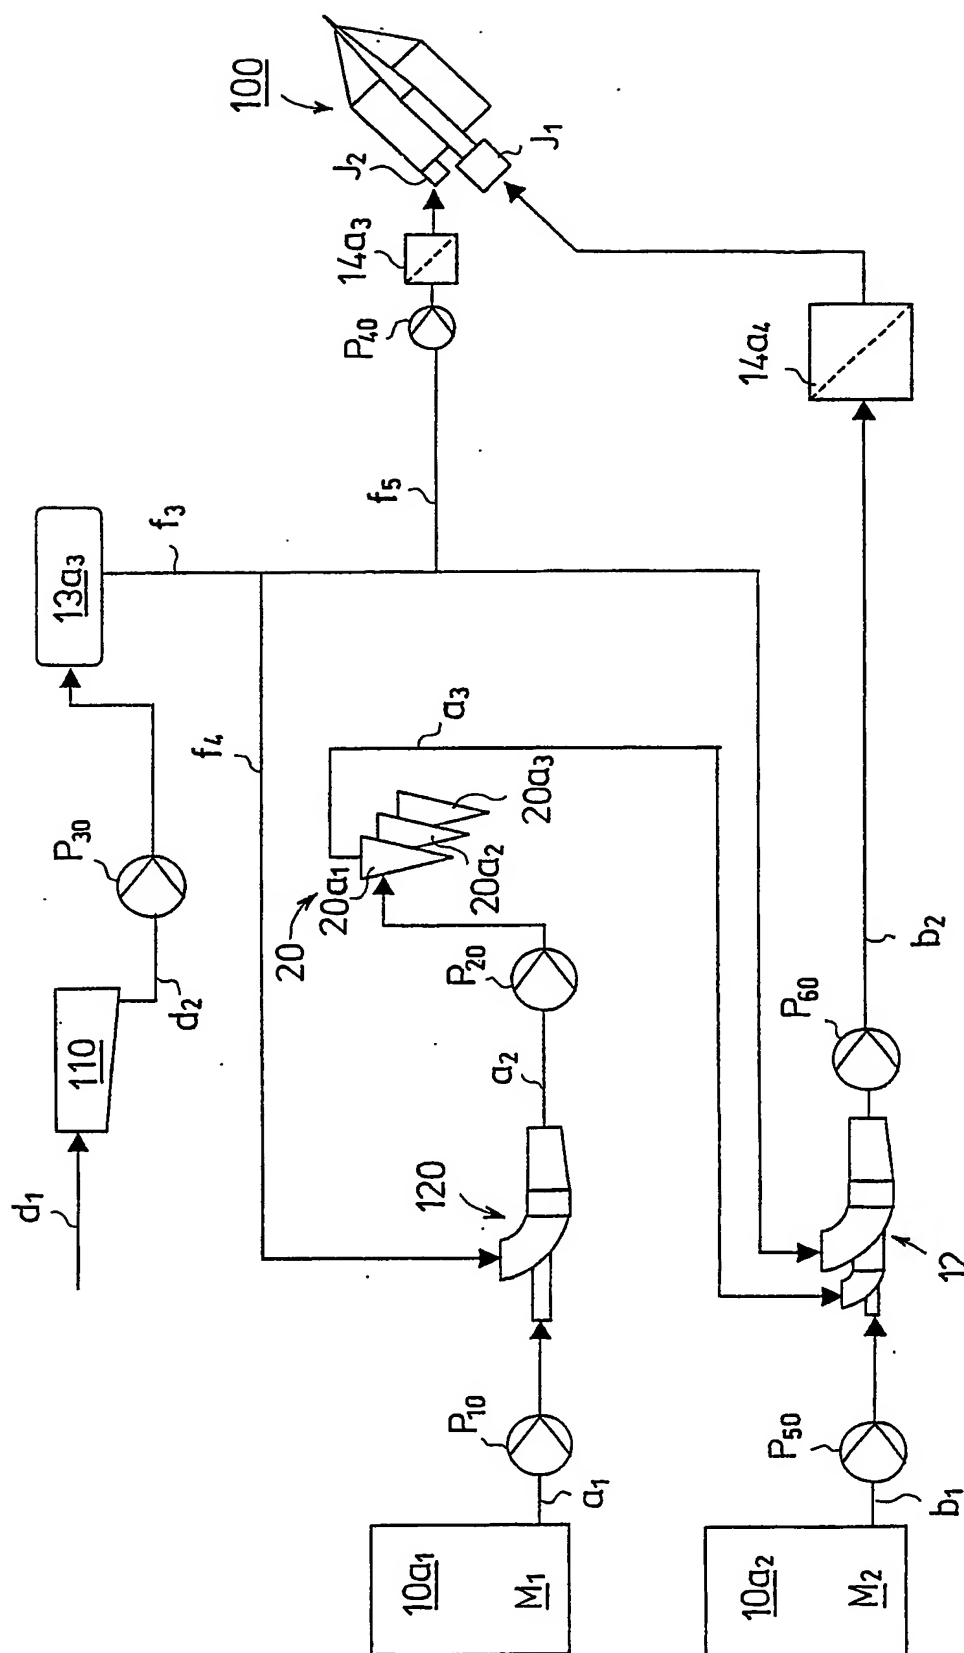 100
J₂
J₁
14a₃
P₄₀
14a₄
f₃
f₅
13a₃
f₄
a₃
P₃₀
20
20a₁
20a₂
20a₃
d₂
110
P₂₀
b₂
P₆₀
a₂
d₁
120
12
P₁₀
a₁
P₅₀
b₁
10a₁
M₁
10a₂
M₂